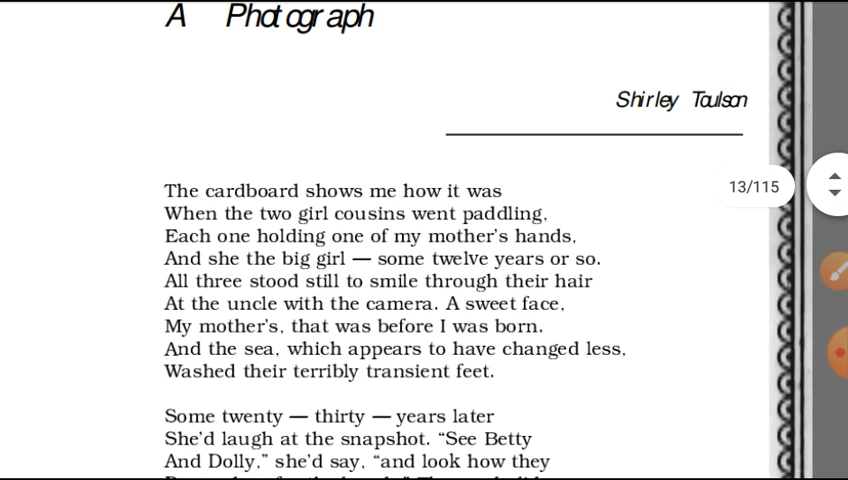 A Photograph
Shirley Toulson
13/115
The cardboard shows me how it was
When the two girl cousins went paddling,
Each one holding one of my mother's hands,
And she the big girl — some twelve years or so.
All three stood still to smile through their hair
At the uncle with the camera. A sweet face,
My mother's, that was before I was born.
And the sea, which appears to have changed less,
Washed their terribly transient feet.
Some twenty — thirty — years later
She'd laugh at the snapshot. “See Betty
And Dolly,” she'd say, “and look how they